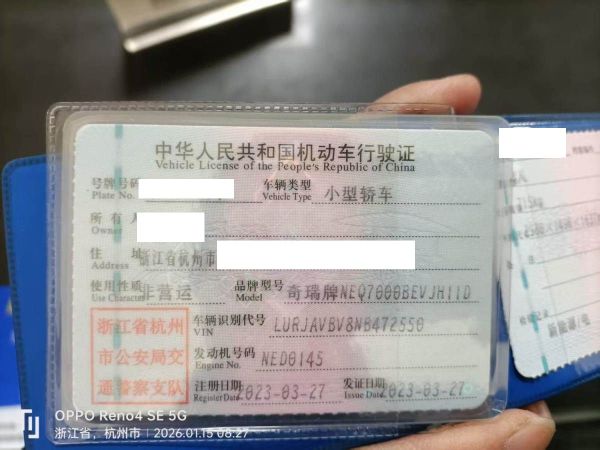 中华人民共和国机动车行驶证
Vehicle License of the People's Republic of China
号牌号码
Plate No.
车辆类型 小型轿车
Vehicle Type
所有人
Owner
住址 浙江省杭州市
Address
使用性质 非营运
Use Character
品牌型号 奇瑞牌NEQ7000BEVJH11D
Model
车辆识别代号 LURJAVBV8NB472550
VIN
发动机号码 NED0145
Engine No.
注册日期 2023-03-27
Register Date
发证日期 2023-03-27
Issue Date
浙江省杭州
市公安局交
通警察支队
OPPO Reno4 SE 5G
浙江省，杭州市 | 2026.01.15 08:27